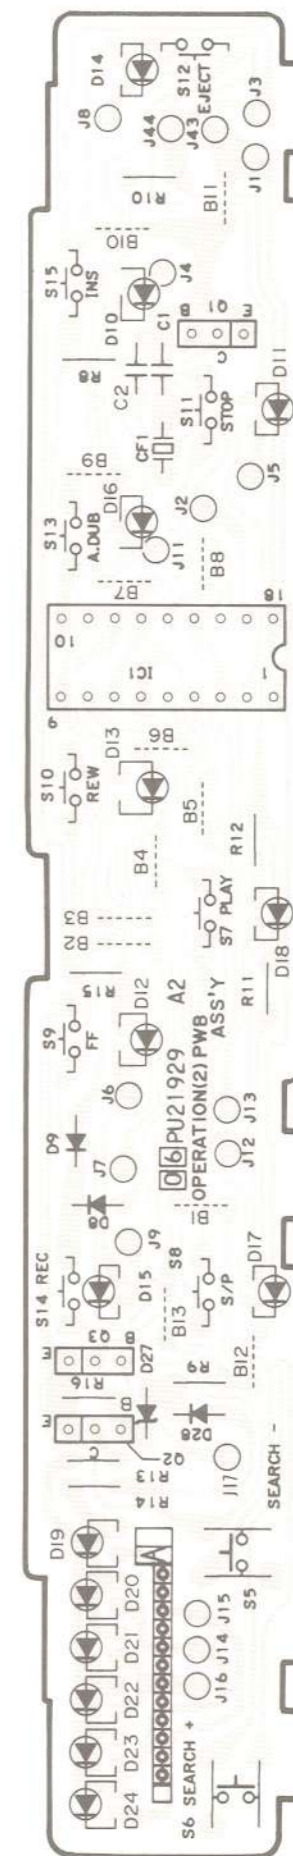 D14
S12
EJECT
J8
J44
J43
J3
J1
R10
B11
B10
S15
INS
J4
D10
C1
B
Q1
E
C
R8
C2
D11
S11
STOP
CF1
B9
J5
D16
J2
S13
A.DUB
J11
B8
B7
18
10
IC1
1
9
D13
B6
S10
REW
B5
R12
B4
B3
B2
S7 PLAY
D18
R15
R11
D12
A2
S9
FF
06 PU21929
OPERATION(2) PWB
ASS'Y
J6
J13
D9
J7
J12
D8
B1
J9
S8
S/P
D17
S14 REC
D15
B13
E
Q3
B
D27
B12
R16
R9
E
B
D28
C
Q2
R13
R14
J17
SEARCH -
D19
A
S5
D20
D21
J15
J14
J16
D22
D23
S6 SEARCH +
D24